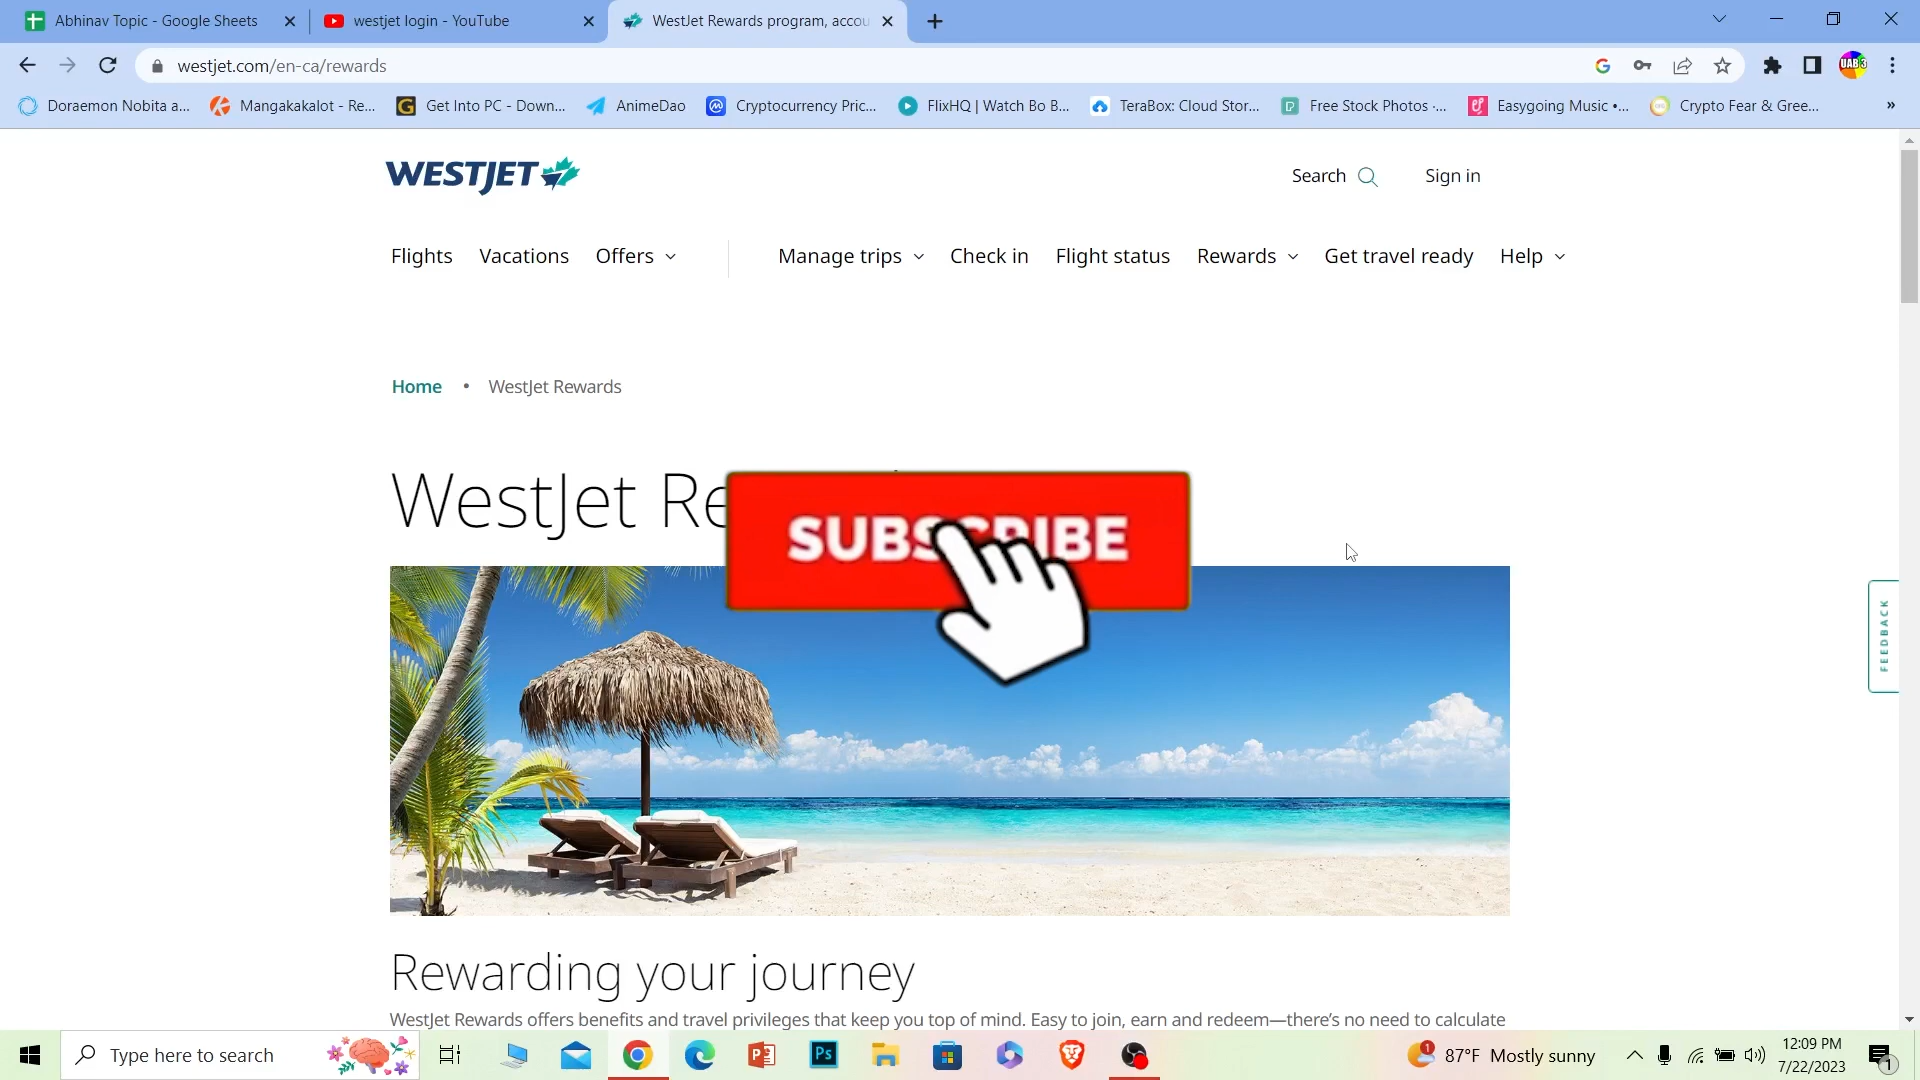 Abhinav Topic - Google Sheets
westjet login - YouTube
WestJet Rewards program, accou
westjet.com/en-ca/rewards
UAB 3
Doraemon Nobita a...
Mangakakalot - Re...
Get Into PC - Down...
AnimeDao
Cryptocurrency Pric...
FlixHQ | Watch Bo B...
TeraBox: Cloud Stor...
Free Stock Photos ·...
Easygoing Music •...
Crypto Fear & Gree...
»
WESTJET
Search
Sign in
Flights
Vacations
Offers
Manage trips
Check in
Flight status
Rewards
Get travel ready
Help
Home • WestJet Rewards
WestJet Re
SUBSCRIBE
FEEDBACK
Rewarding your journey
WestJet Rewards offers benefits and travel privileges that keep you top of mind. Easy to join, earn and redeem—there's no need to calculate
Type here to search
Ps
1
87°F Mostly sunny
12:09 PM
7/22/2023
1